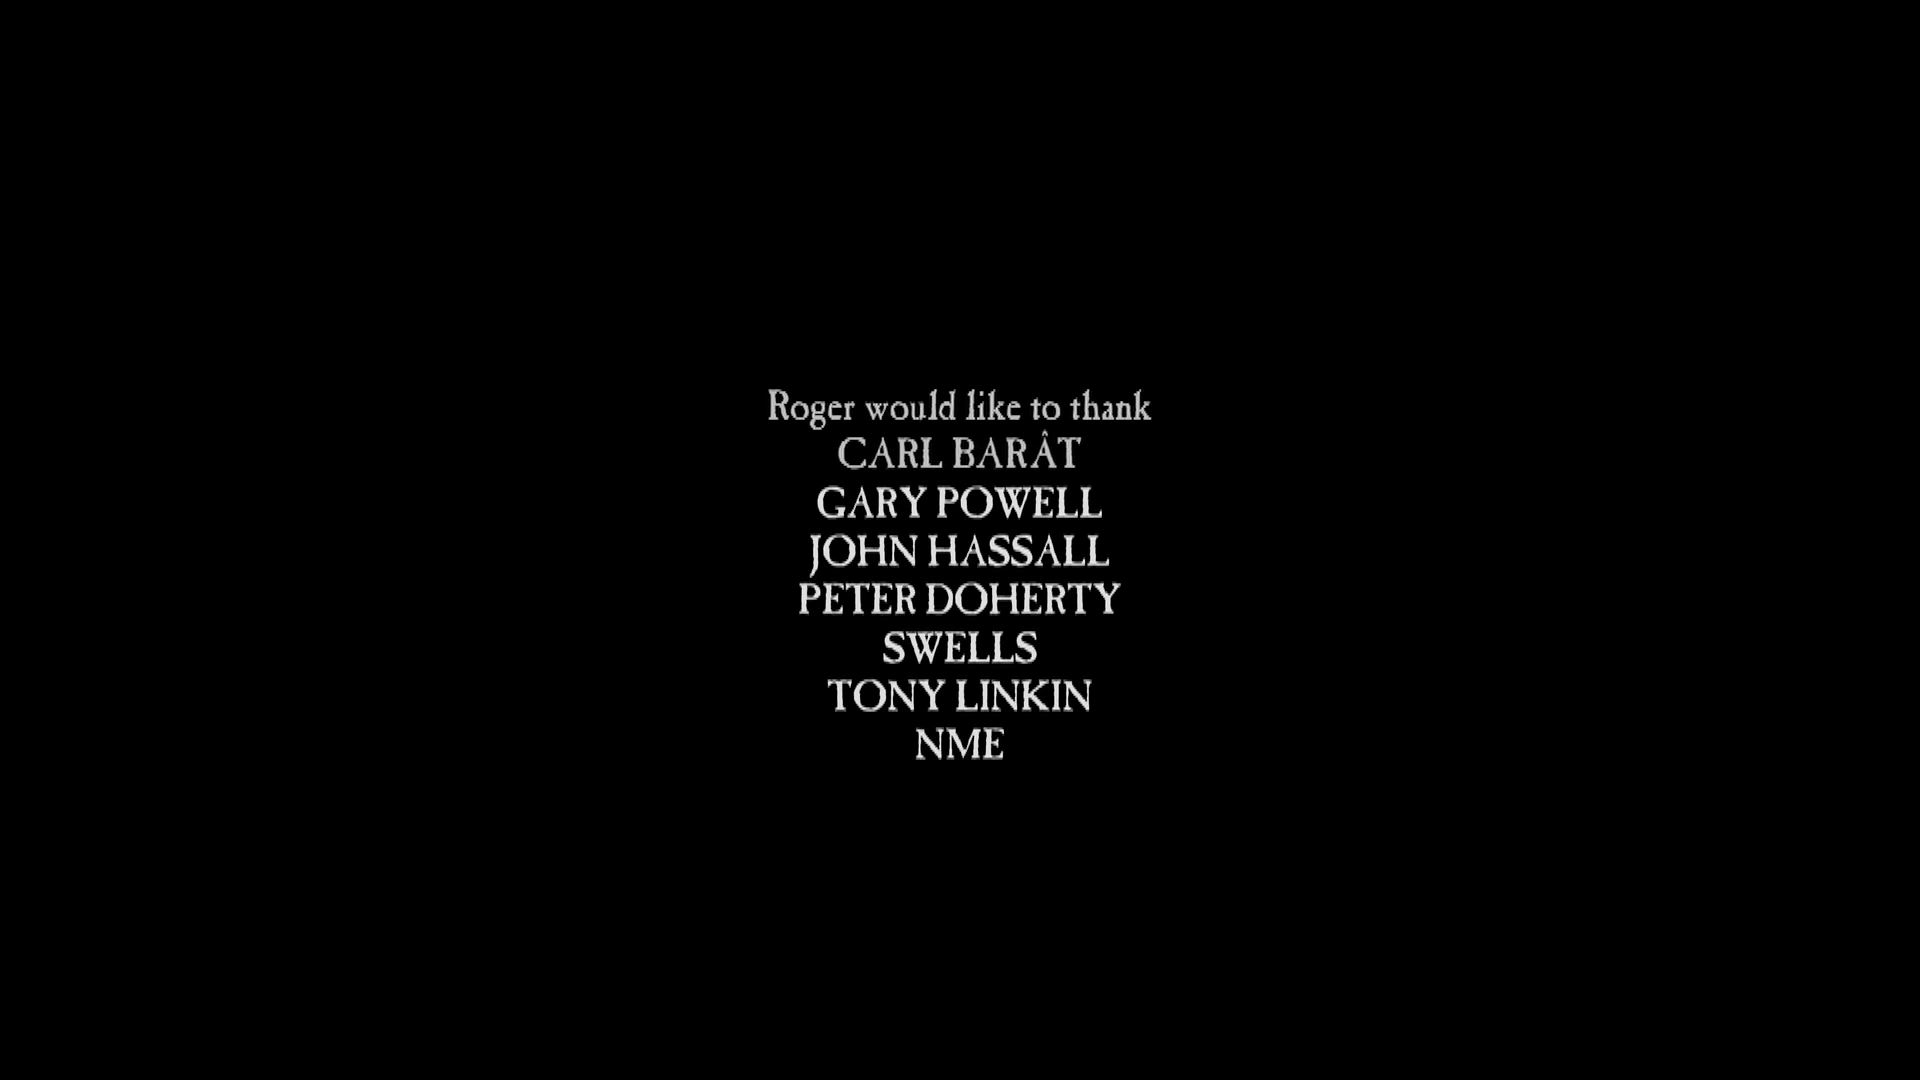 Roger would like to thank
CARL BARÂT
GARY POWELL
JOHN HASSALL
PETER DOHERTY
SWELLS
TONY LINKIN
NME